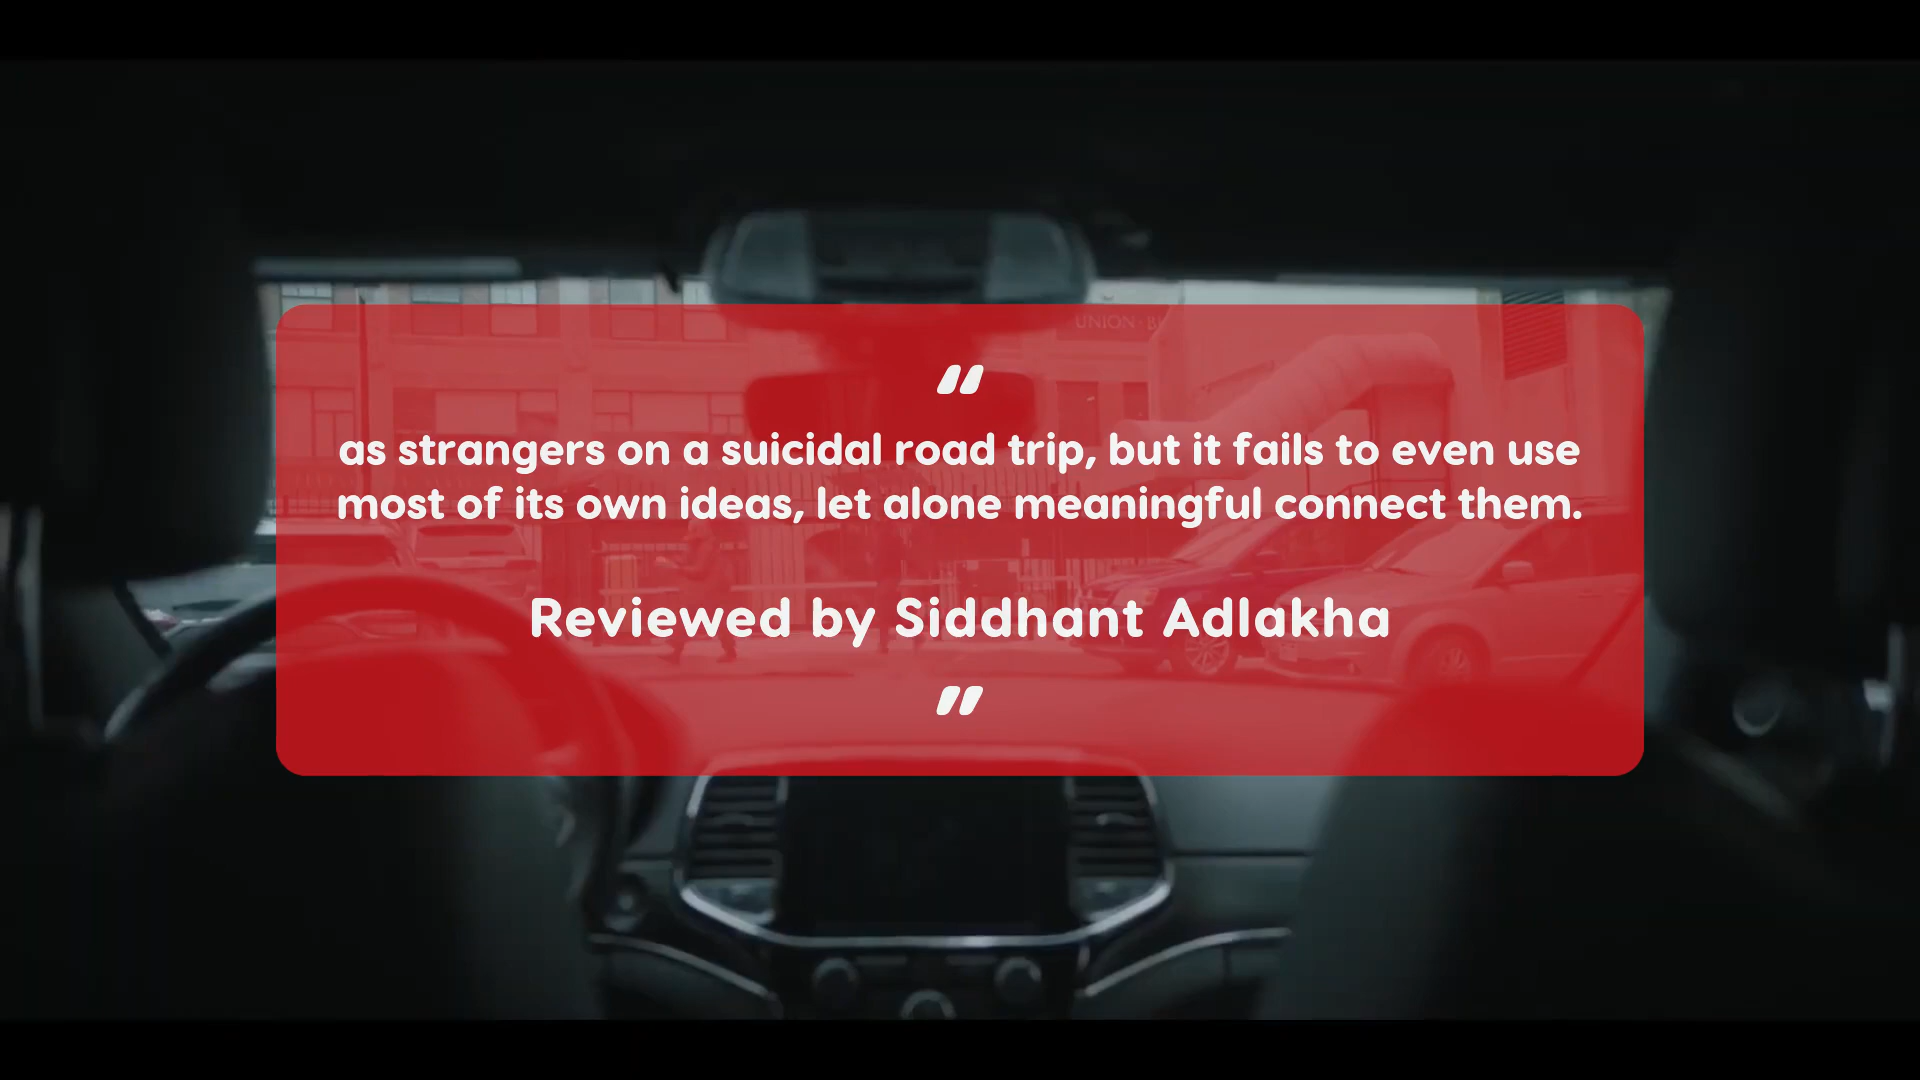 UNION
“
as strangers on a suicidal road trip, but it fails to even use
most of its own ideas, let alone meaningful connect them.
Reviewed by Siddhant Adlakha
”